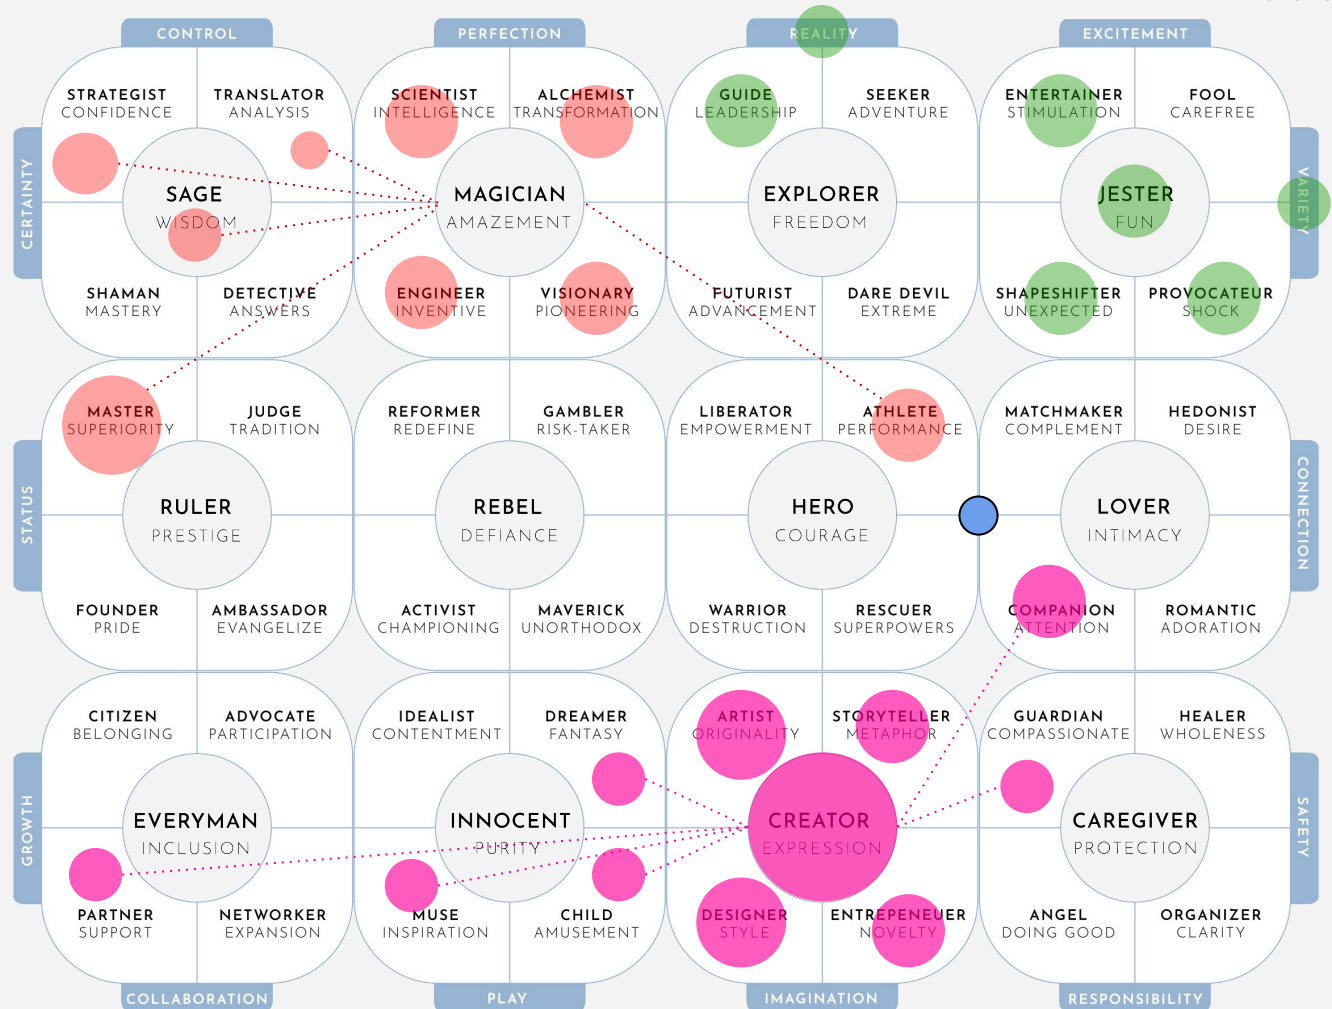 CONTROL
PERFECTION
REALITY
EXCITEMENT
CERTAINTY
STRATEGIST
CONFIDENCE
TRANSLATOR
ANALYSIS
SAGE
WISDOM
SHAMAN
MASTERY
DETECTIVE
ANSWERS
SCIENTIST
INTELLIGENCE
ALCHEMIST
TRANSFORMATION
MAGICIAN
AMAZEMENT
ENGINEER
INVENTIVE
VISIONARY
PIONEERING
GUIDE
LEADERSHIP
SEEKER
ADVENTURE
EXPLORER
FREEDOM
FUTURIST
ADVANCEMENT
DARE DEVIL
EXTREME
ENTERTAINER
STIMULATION
FOOL
CAREFREE
JESTER
FUN
SHAPESHIFTER
UNEXPECTED
PROVOCATEUR
SHOCK
VARIETY
STATUS
MASTER
SUPERIORITY
JUDGE
TRADITION
RULER
PRESTIGE
FOUNDER
PRIDE
AMBASSADOR
EVANGELIZE
REFORMER
REDEFINE
GAMBLER
RISK-TAKER
REBEL
DEFIANCE
ACTIVIST
CHAMPIONING
MAVERICK
UNORTHODOX
LIBERATOR
EMPOWERMENT
ATHLETE
PERFORMANCE
HERO
COURAGE
WARRIOR
DESTRUCTION
RESCUER
SUPERPOWERS
MATCHMAKER
COMPLEMENT
HEDONIST
DESIRE
LOVER
INTIMACY
COMPANION
ATTENTION
ROMANTIC
ADORATION
CONNECTION
GROWTH
CITIZEN
BELONGING
ADVOCATE
PARTICIPATION
EVERYMAN
INCLUSION
PARTNER
SUPPORT
NETWORKER
EXPANSION
IDEALIST
CONTENTMENT
DREAMER
FANTASY
INNOCENT
PURITY
MUSE
INSPIRATION
CHILD
AMUSEMENT
ARTIST
ORIGINALITY
STORYTELLER
METAPHOR
CREATOR
EXPRESSION
DESIGNER
STYLE
ENTREPENEUER
NOVELTY
GUARDIAN
COMPASSIONATE
HEALER
WHOLENESS
CAREGIVER
PROTECTION
ANGEL
DOING GOOD
ORGANIZER
CLARITY
SAFETY
COLLABORATION
PLAY
IMAGINATION
RESPONSIBILITY